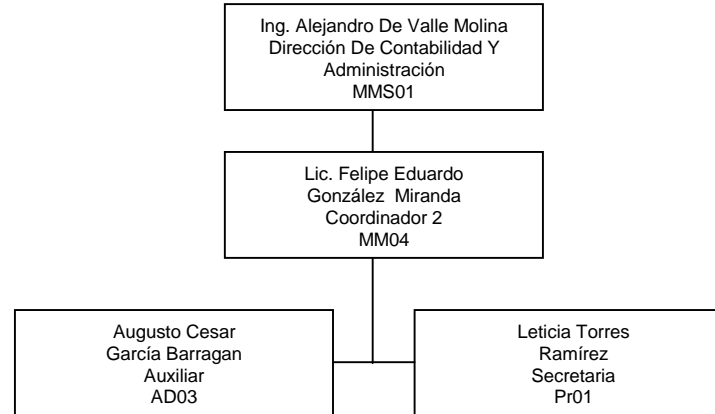 Ing. Alejandro De Valle Molina
Dirección De Contabilidad Y
Administración
MMS01
Lic. Felipe Eduardo
González  Miranda
Coordinador 2
MM04
Augusto Cesar
García Barragan
Auxiliar
AD03
Leticia Torres
Ramírez
Secretaria
Pr01